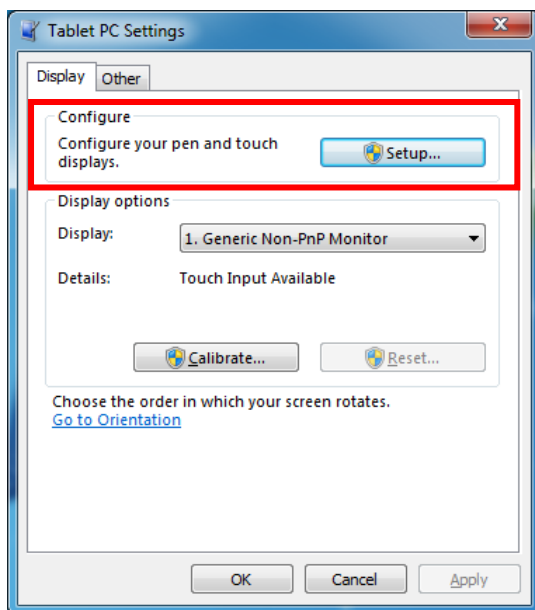 Tablet PC Settings
Display Other
Configure
Configure your pen and touch
displays.
Setup...
Display options
Display: 1. Generic Non-PnP Monitor
Details: Touch Input Available
Calibrate... Reset...
Choose the order in which your screen rotates.
Go to Orientation
OK Cancel Apply